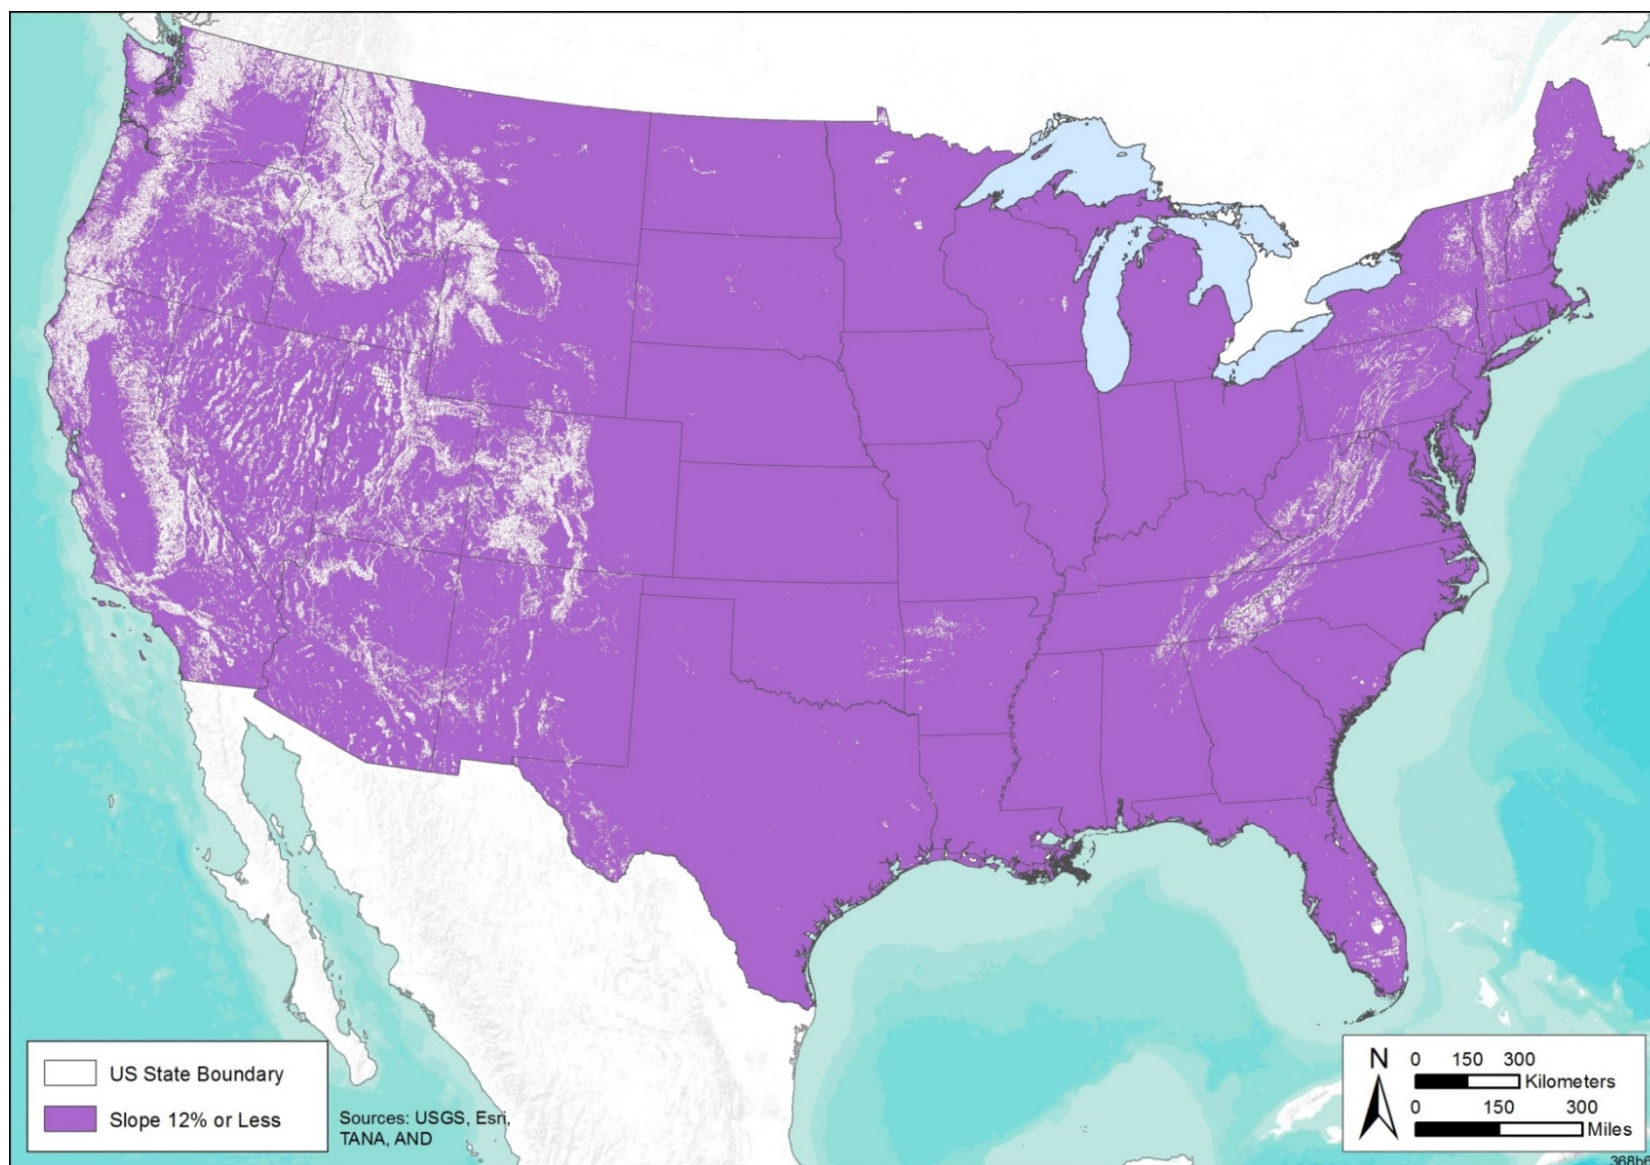 US State Boundary
Slope 12% or Less
Sources: USGS, Esri,
TANA, AND
N
0 150 300
Kilometers
0 150 300
Miles